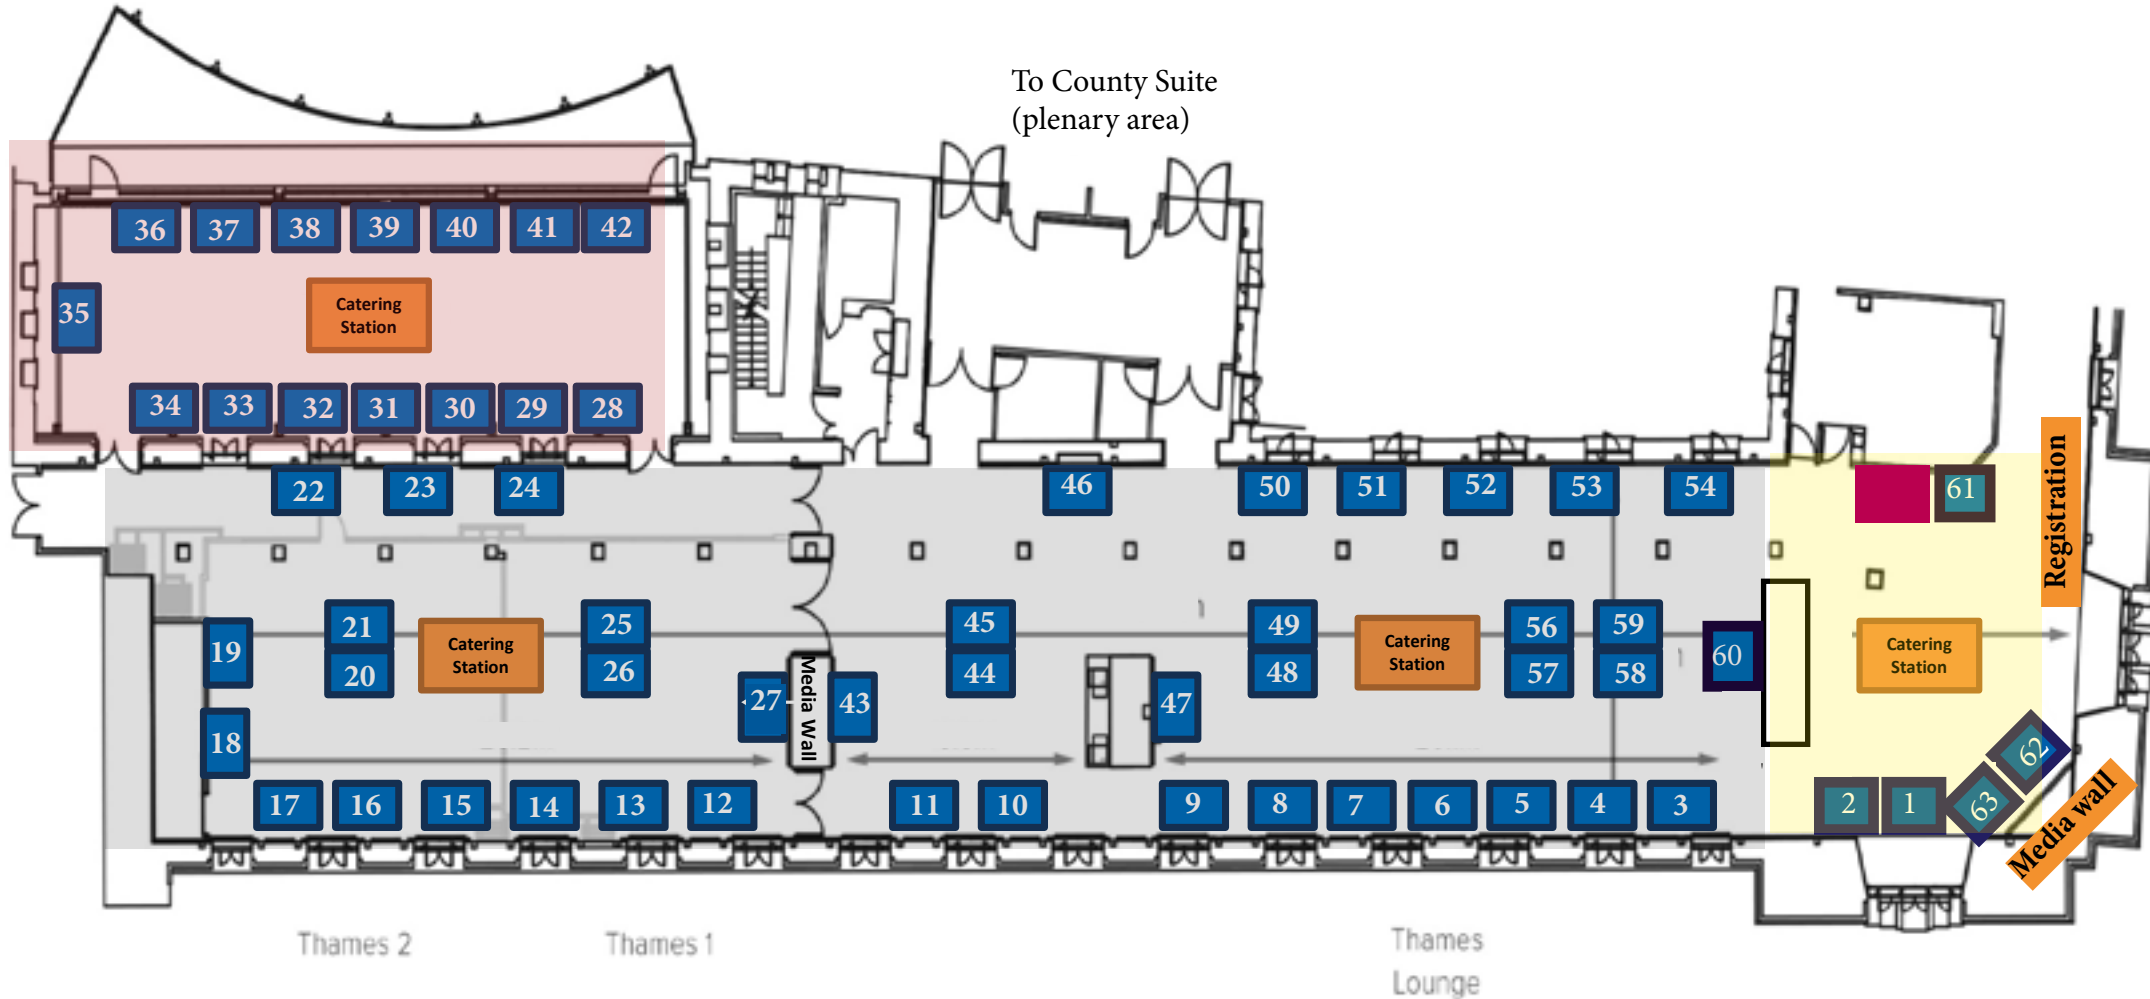 To County Suite
(plenary area)
36 37 38 39 40 41 42
35
Catering
Station
34 33 32 31 30 29 28
22 23 24 46 50 51 52 53 54 61
Registration
21 25 45 49 56 59
19
20 26 44 48 57 58
60
Catering
Station
Catering
Station
Catering
Station
27
Media Wall
43
47
18
62
63
Media wall
17 16 15 14 13 12 11 10 9 8 7 6 5 4 3 2 1
Thames 2
Thames 1
Thames
Lounge